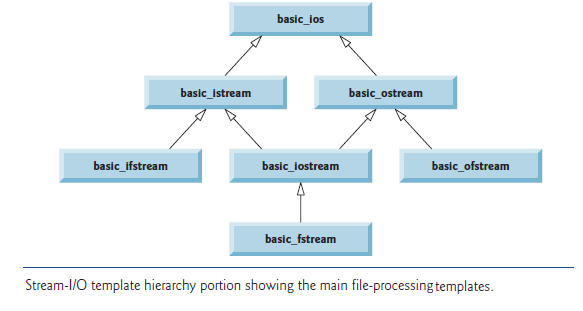 basic_ios
basic_istream
basic_ostream
basic_ifstream
basic_iostream
basic_ofstream
basic_fstream
Stream-I/O template hierarchy portion showing the main file-processing templates.